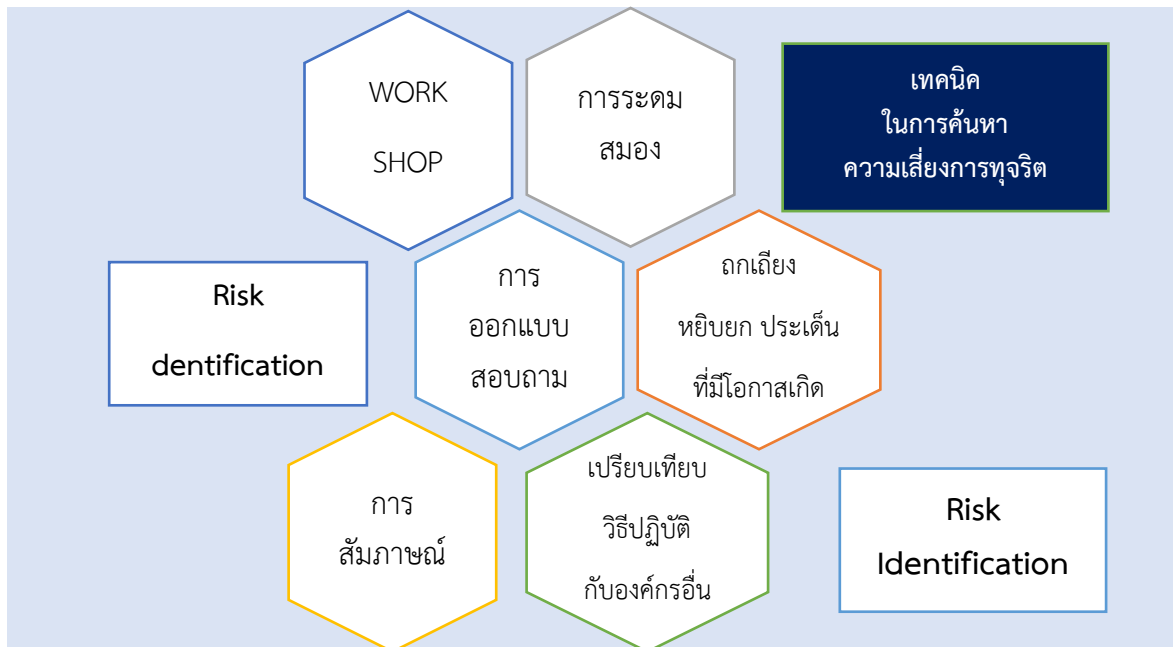 WORK
SHOP
การระดม
สมอง
เทคนิค
ในการค้นหา
ความเสี่ยงการทุจริต
Risk
dentification
การ
ออกแบบ
สอบถาม
ถกเถียง
หยิบยก ประเด็น
ที่มีโอกาสเกิด
การ
สัมภาษณ์
เปรียบเทียบ
วิธีปฏิบัติ
กับองค์กรอื่น
Risk
Identification